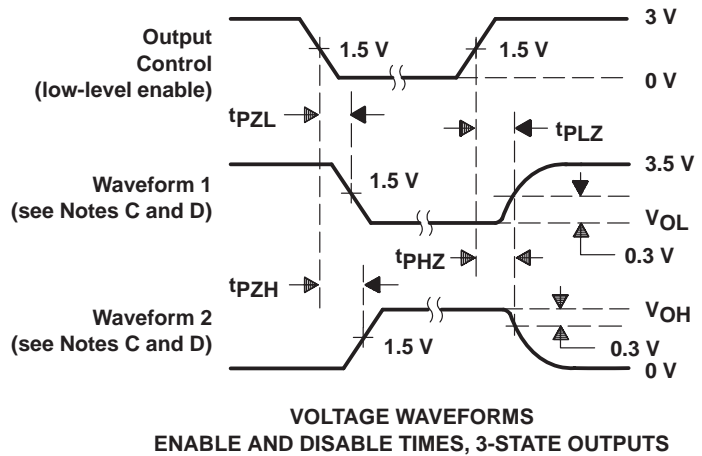 Output
Control
(low-level enable)
3 V
1.5 V
1.5 V
0 V
tPZL
tPLZ
Waveform 1
(see Notes C and D)
1.5 V
3.5 V
VOL
0.3 V
tPHZ
tPZH
Waveform 2
(see Notes C and D)
1.5 V
VOH
0.3 V
0 V
VOLTAGE WAVEFORMS
ENABLE AND DISABLE TIMES, 3-STATE OUTPUTS